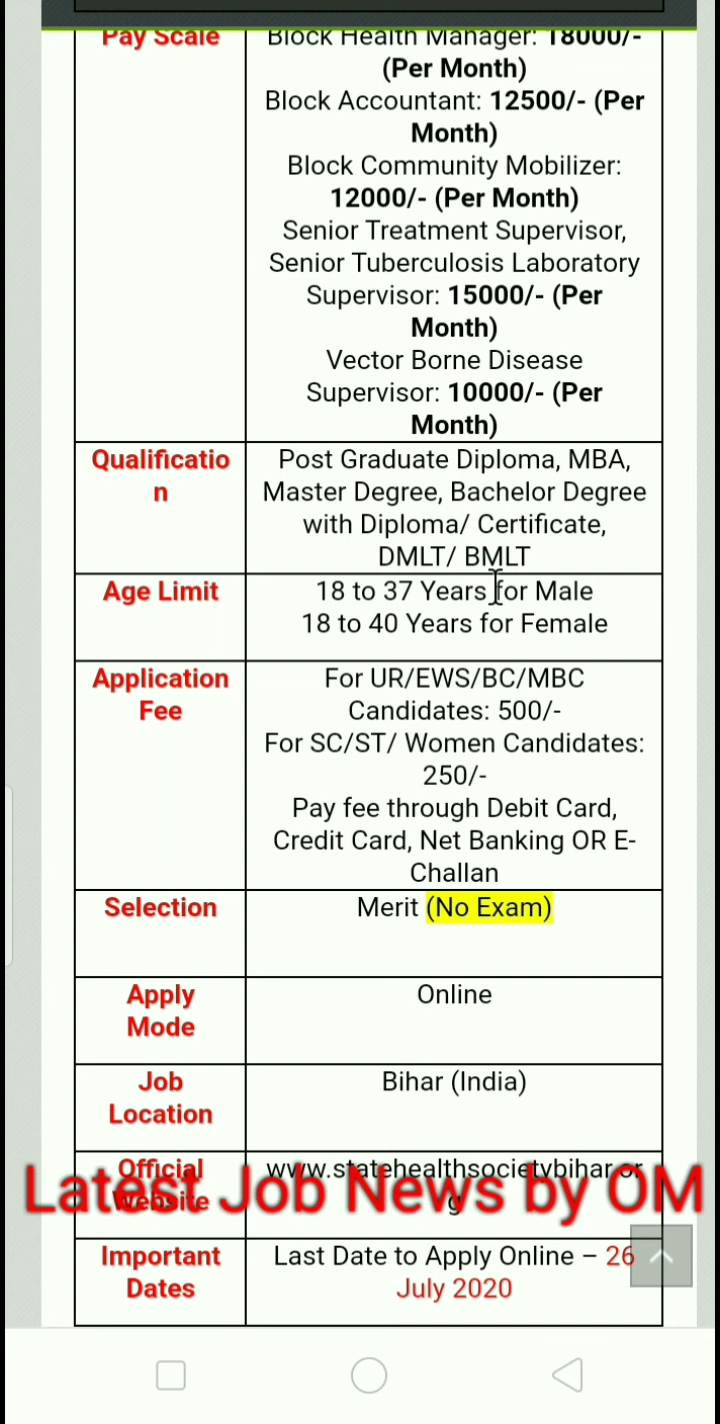 Pay Scale
Block Health Manager: 18000/-
(Per Month)
Block Accountant: 12500/- (Per
Month)
Block Community Mobilizer:
12000/- (Per Month)
Senior Treatment Supervisor,
Senior Tuberculosis Laboratory
Supervisor: 15000/- (Per
Month)
Vector Borne Disease
Supervisor: 10000/- (Per
Month)
Qualificatio
n
Post Graduate Diploma, MBA,
Master Degree, Bachelor Degree
with Diploma/ Certificate,
DMLT/ BMLT
Age Limit
18 to 37 Years for Male
18 to 40 Years for Female
Application
Fee
For UR/EWS/BC/MBC
Candidates: 500/-
For SC/ST/ Women Candidates:
250/-
Pay fee through Debit Card,
Credit Card, Net Banking OR E-
Challan
Selection
Merit (No Exam)
Apply
Mode
Online
Job
Location
Bihar (India)
Official
Website
www.statehealthsocietybihar.or
g
Latest Job News by OM
Important
Dates
Last Date to Apply Online – 26
July 2020